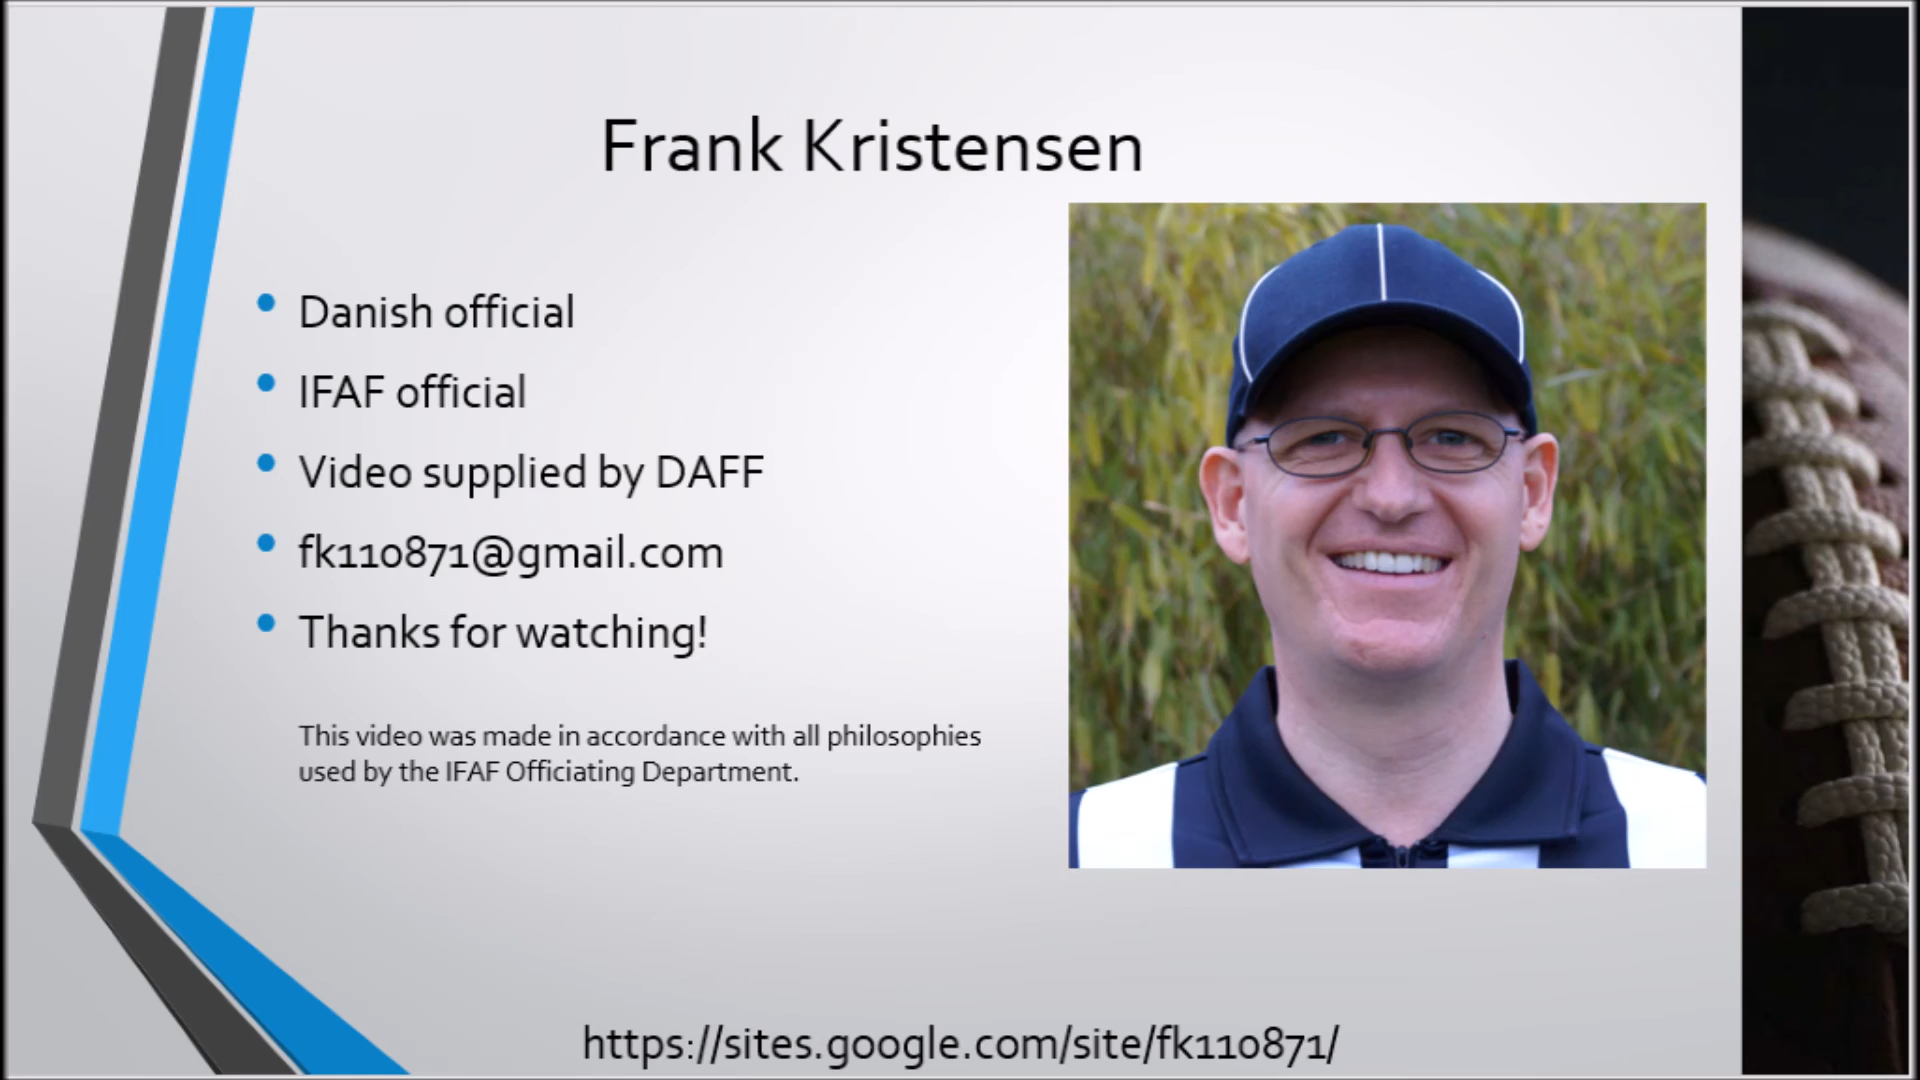 Frank Kristensen
Danish official
IFAF official
Video supplied by DAFF
fk110871@gmail.com
Thanks for watching!
This video was made in accordance with all philosophies
used by the IFAF Officiating Department.
https://sites.google.com/site/fk110871/